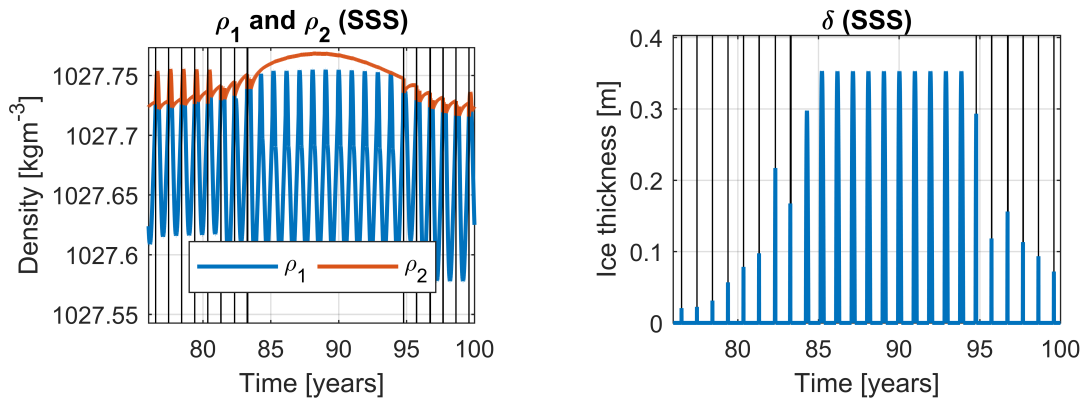 ρ1 and ρ2 (SSS)
Density [kgm-3]
1027.75
1027.7
1027.65
1027.6
1027.55
ρ1 ρ2
80 85 90 95 100
Time [years]
δ (SSS)
Ice thickness [m]
0.4
0.3
0.2
0.1
0
80 85 90 95 100
Time [years]